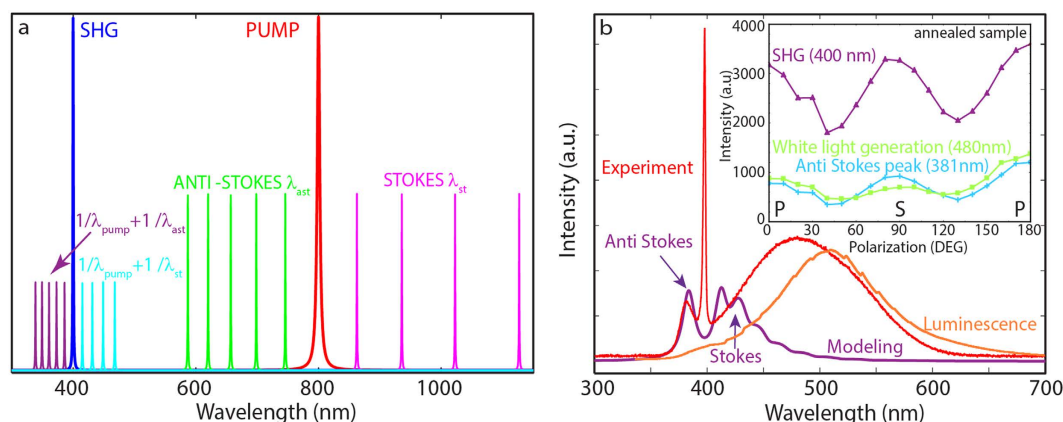 a
SHG
PUMP
ANTI -STOKES λast
STOKES λst
1/λpump+1 /λast
1/λpump+1 /λst
400
600
800
1000
Wavelength (nm)
b
annealed sample
SHG (400 nm)
White light generation (480nm)
Anti Stokes peak (381nm)
4000
3000
2000
1000
0
Intensity (a.u)
P
S
P
0
30
60
90
120
150
180
Polarization (DEG)
Intensity (a.u.)
Experiment
Anti Stokes
Stokes
Luminescence
Modeling
300
400
500
600
700
Wavelength (nm)